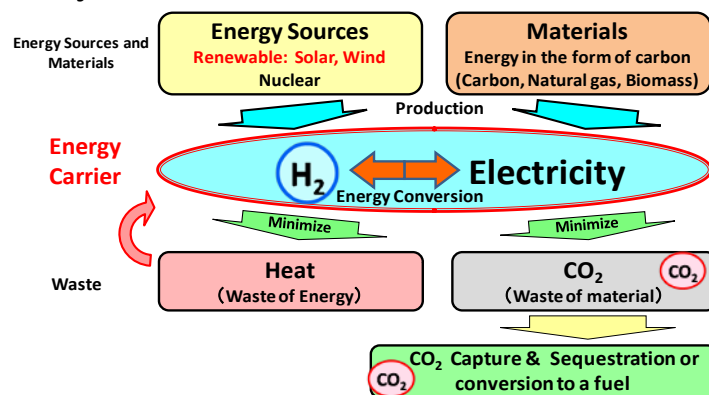 Energy Sources and
Materials
Energy Sources
Renewable: Solar, Wind
Nuclear
Materials
Energy in the form of carbon
(Carbon, Natural gas, Biomass)
Production
Energy
Carrier
H₂
Electricity
Energy Conversion
Minimize
Minimize
Waste
Heat
(Waste of Energy)
CO₂
(Waste of material)
CO₂
CO₂ Capture & Sequestration or
conversion to a fuel
CO₂